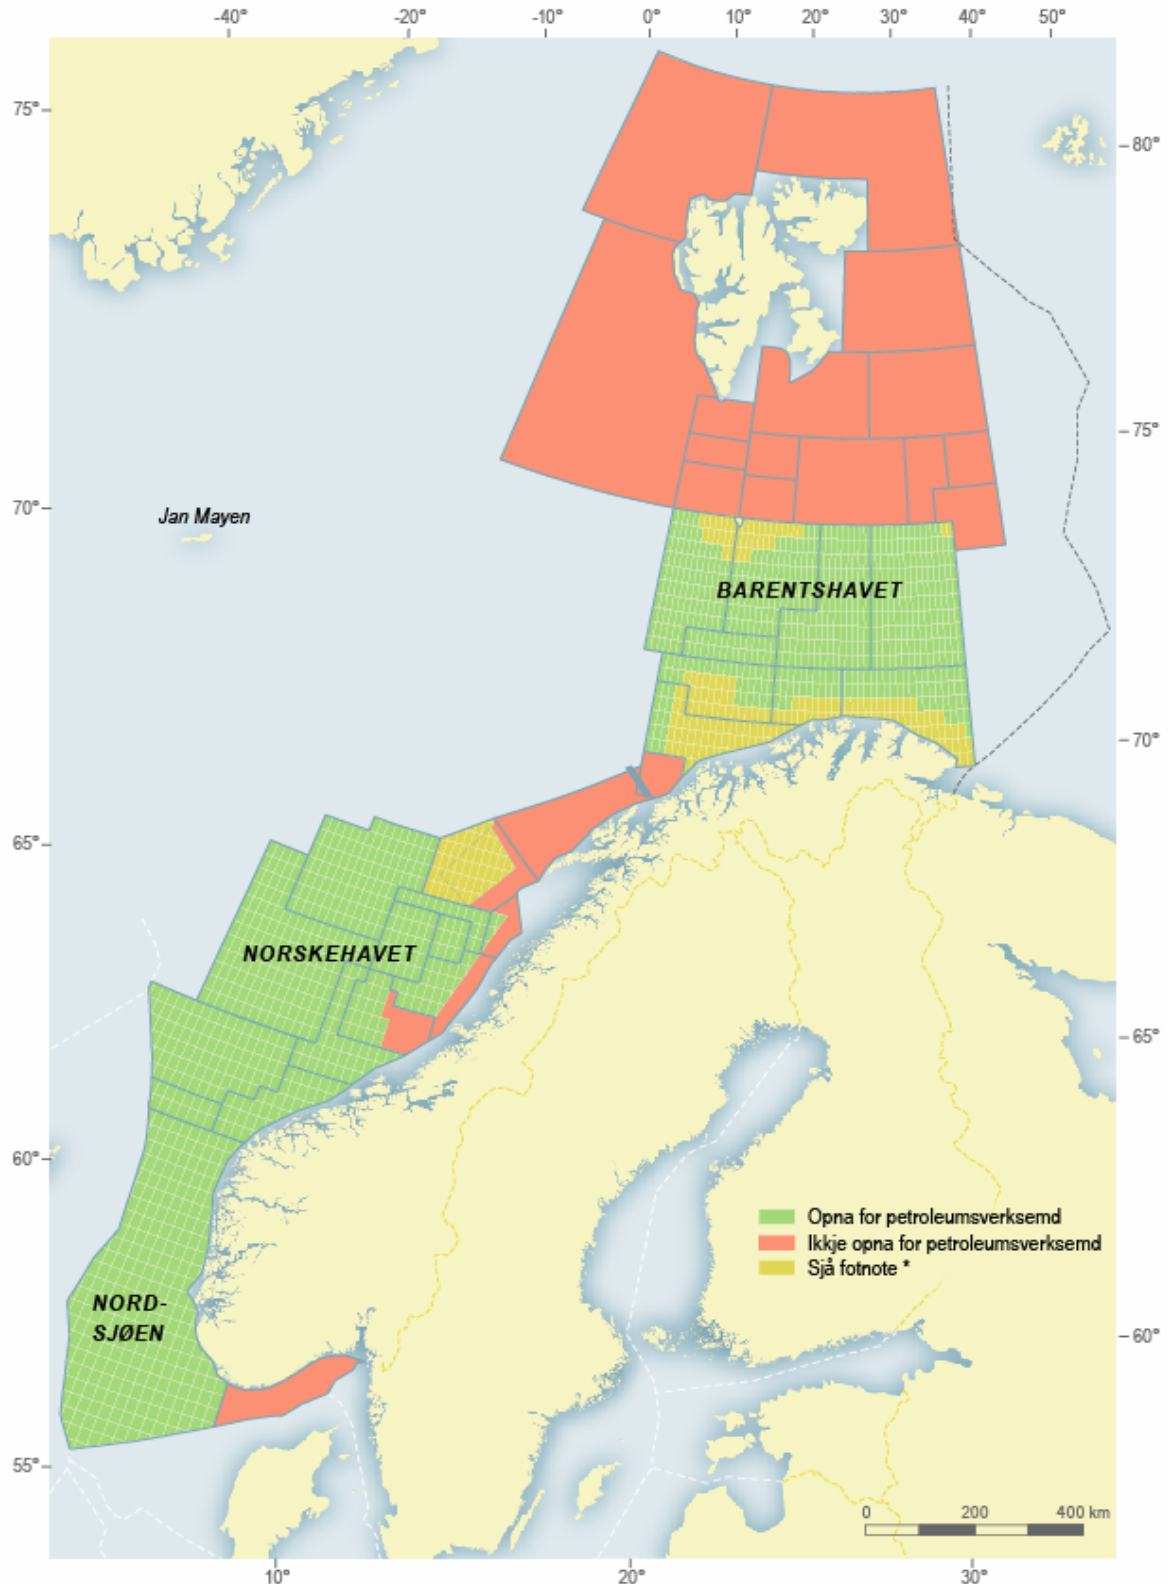 -40° -20° -10° 0° 10° 20° 30° 40° 50°
75°
80°
75°
70°
Jan Mayen
BARENTSHAVET
70°
65°
NORSKEHAVET
65°
60°
Opna for petroleumsverksemd
Ikkje opna for petroleumsverksemd
Sjå fotnote *
NORD-
SJØEN
60°
55°
0 200 400 km
10° 20° 30°